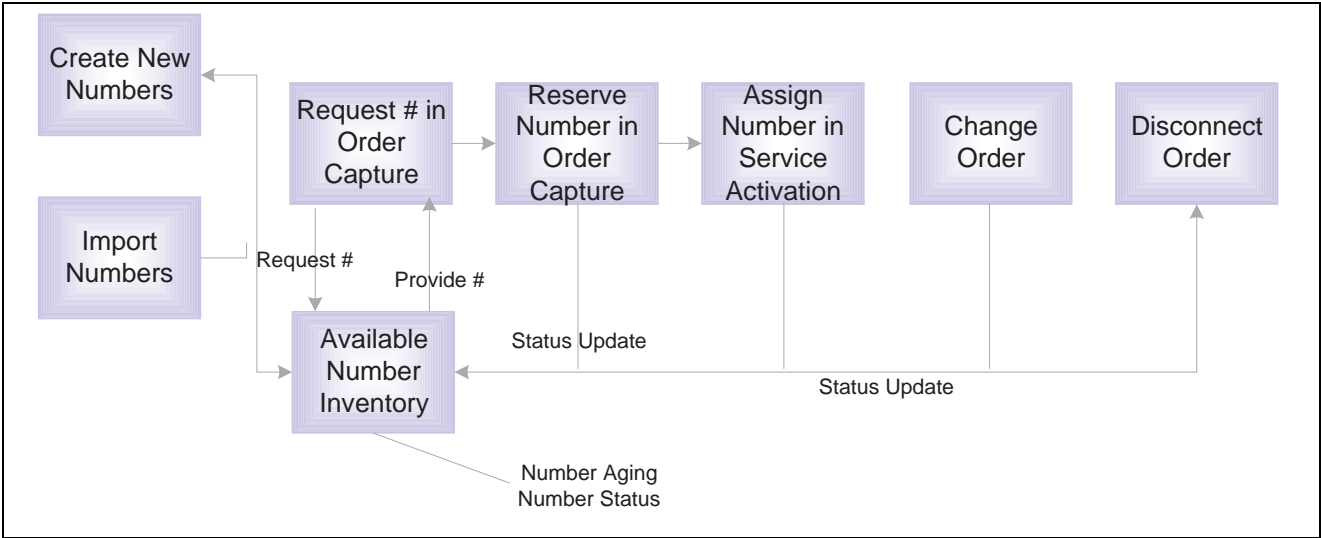 Create New
Numbers
Request # in
Order
Capture
Reserve
Number in
Order
Capture
Assign
Number in
Service
Activation
Change
Order
Disconnect
Order
Import
Numbers
Request #
Provide #
Available
Number
Inventory
Status Update
Status Update
Number Aging
Number Status